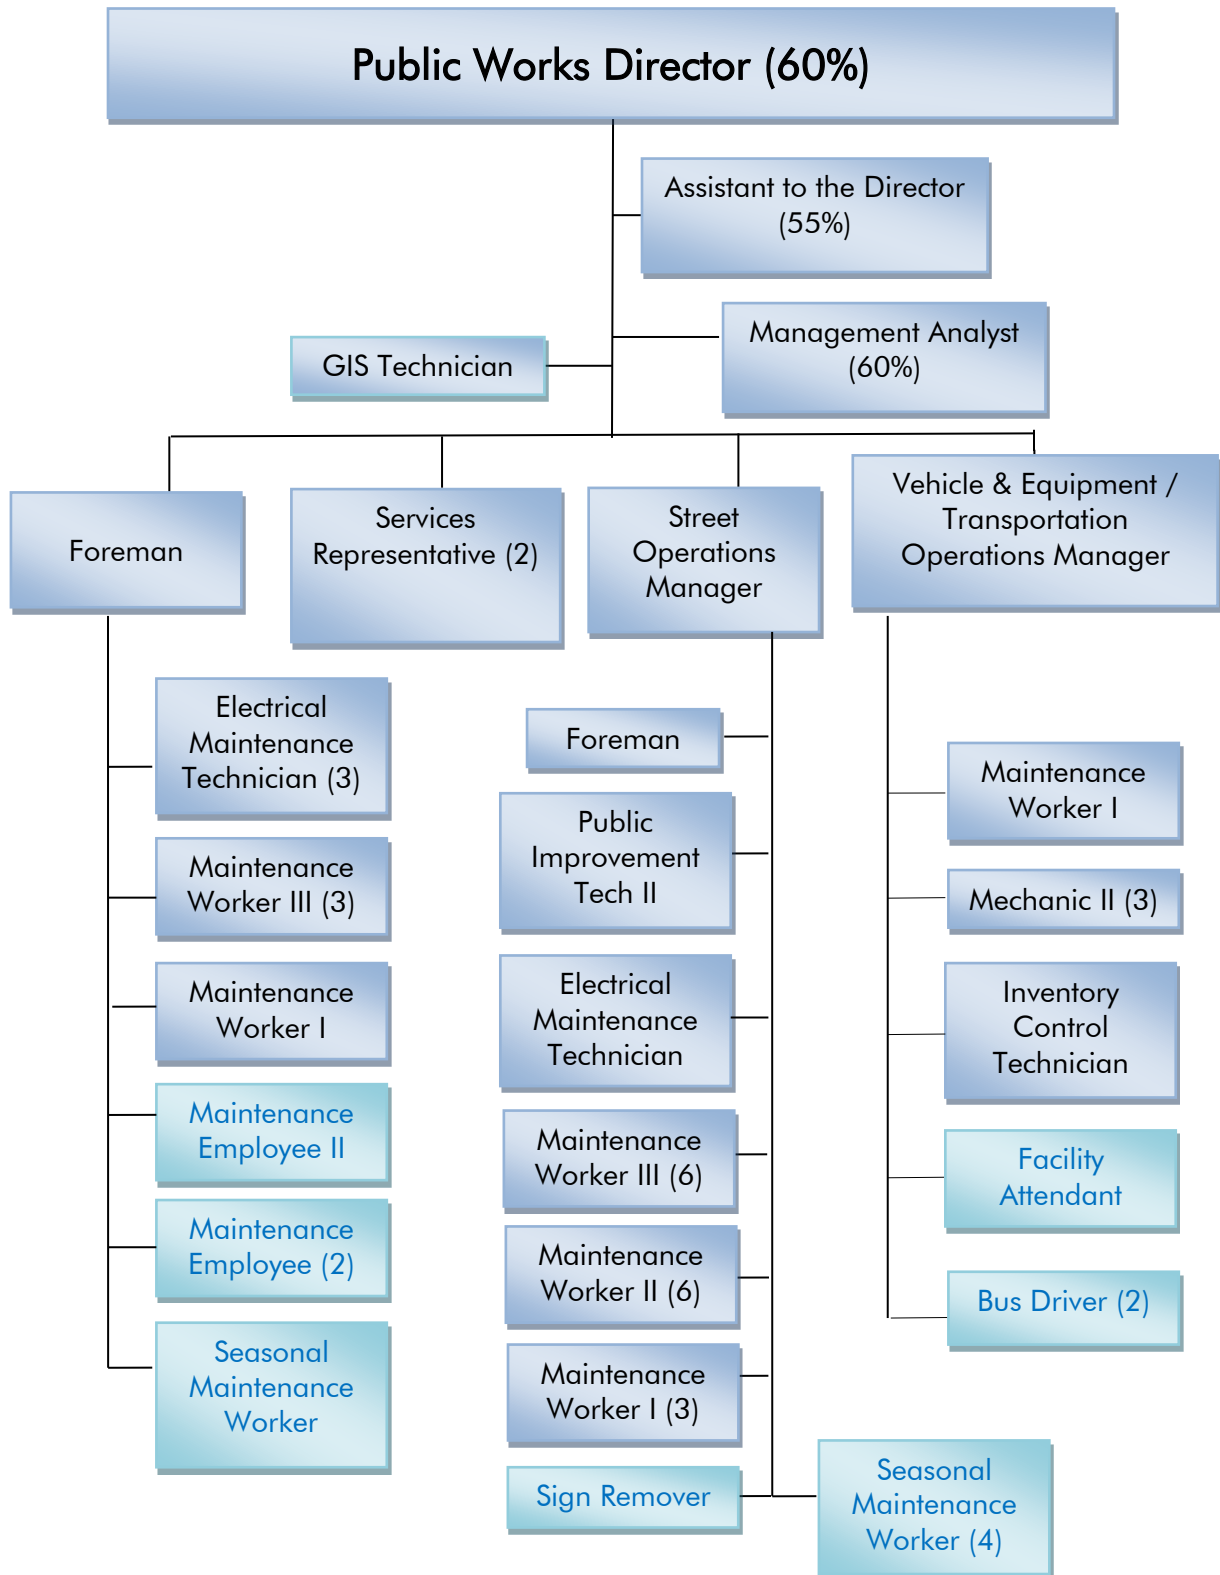 Public Works Director (60%)
Assistant to the Director
(55%)
Management Analyst
(60%)
GIS Technician
Foreman
Services
Representative (2)
Street
Operations
Manager
Vehicle & Equipment /
Transportation
Operations Manager
Electrical
Maintenance
Technician (3)
Maintenance
Worker III (3)
Maintenance
Worker I
Maintenance
Employee II
Maintenance
Employee (2)
Seasonal
Maintenance
Worker
Foreman
Public
Improvement
Tech II
Electrical
Maintenance
Technician
Maintenance
Worker III (6)
Maintenance
Worker II (6)
Maintenance
Worker I (3)
Sign Remover
Seasonal
Maintenance
Worker (4)
Maintenance
Worker I
Mechanic II (3)
Inventory
Control
Technician
Facility
Attendant
Bus Driver (2)